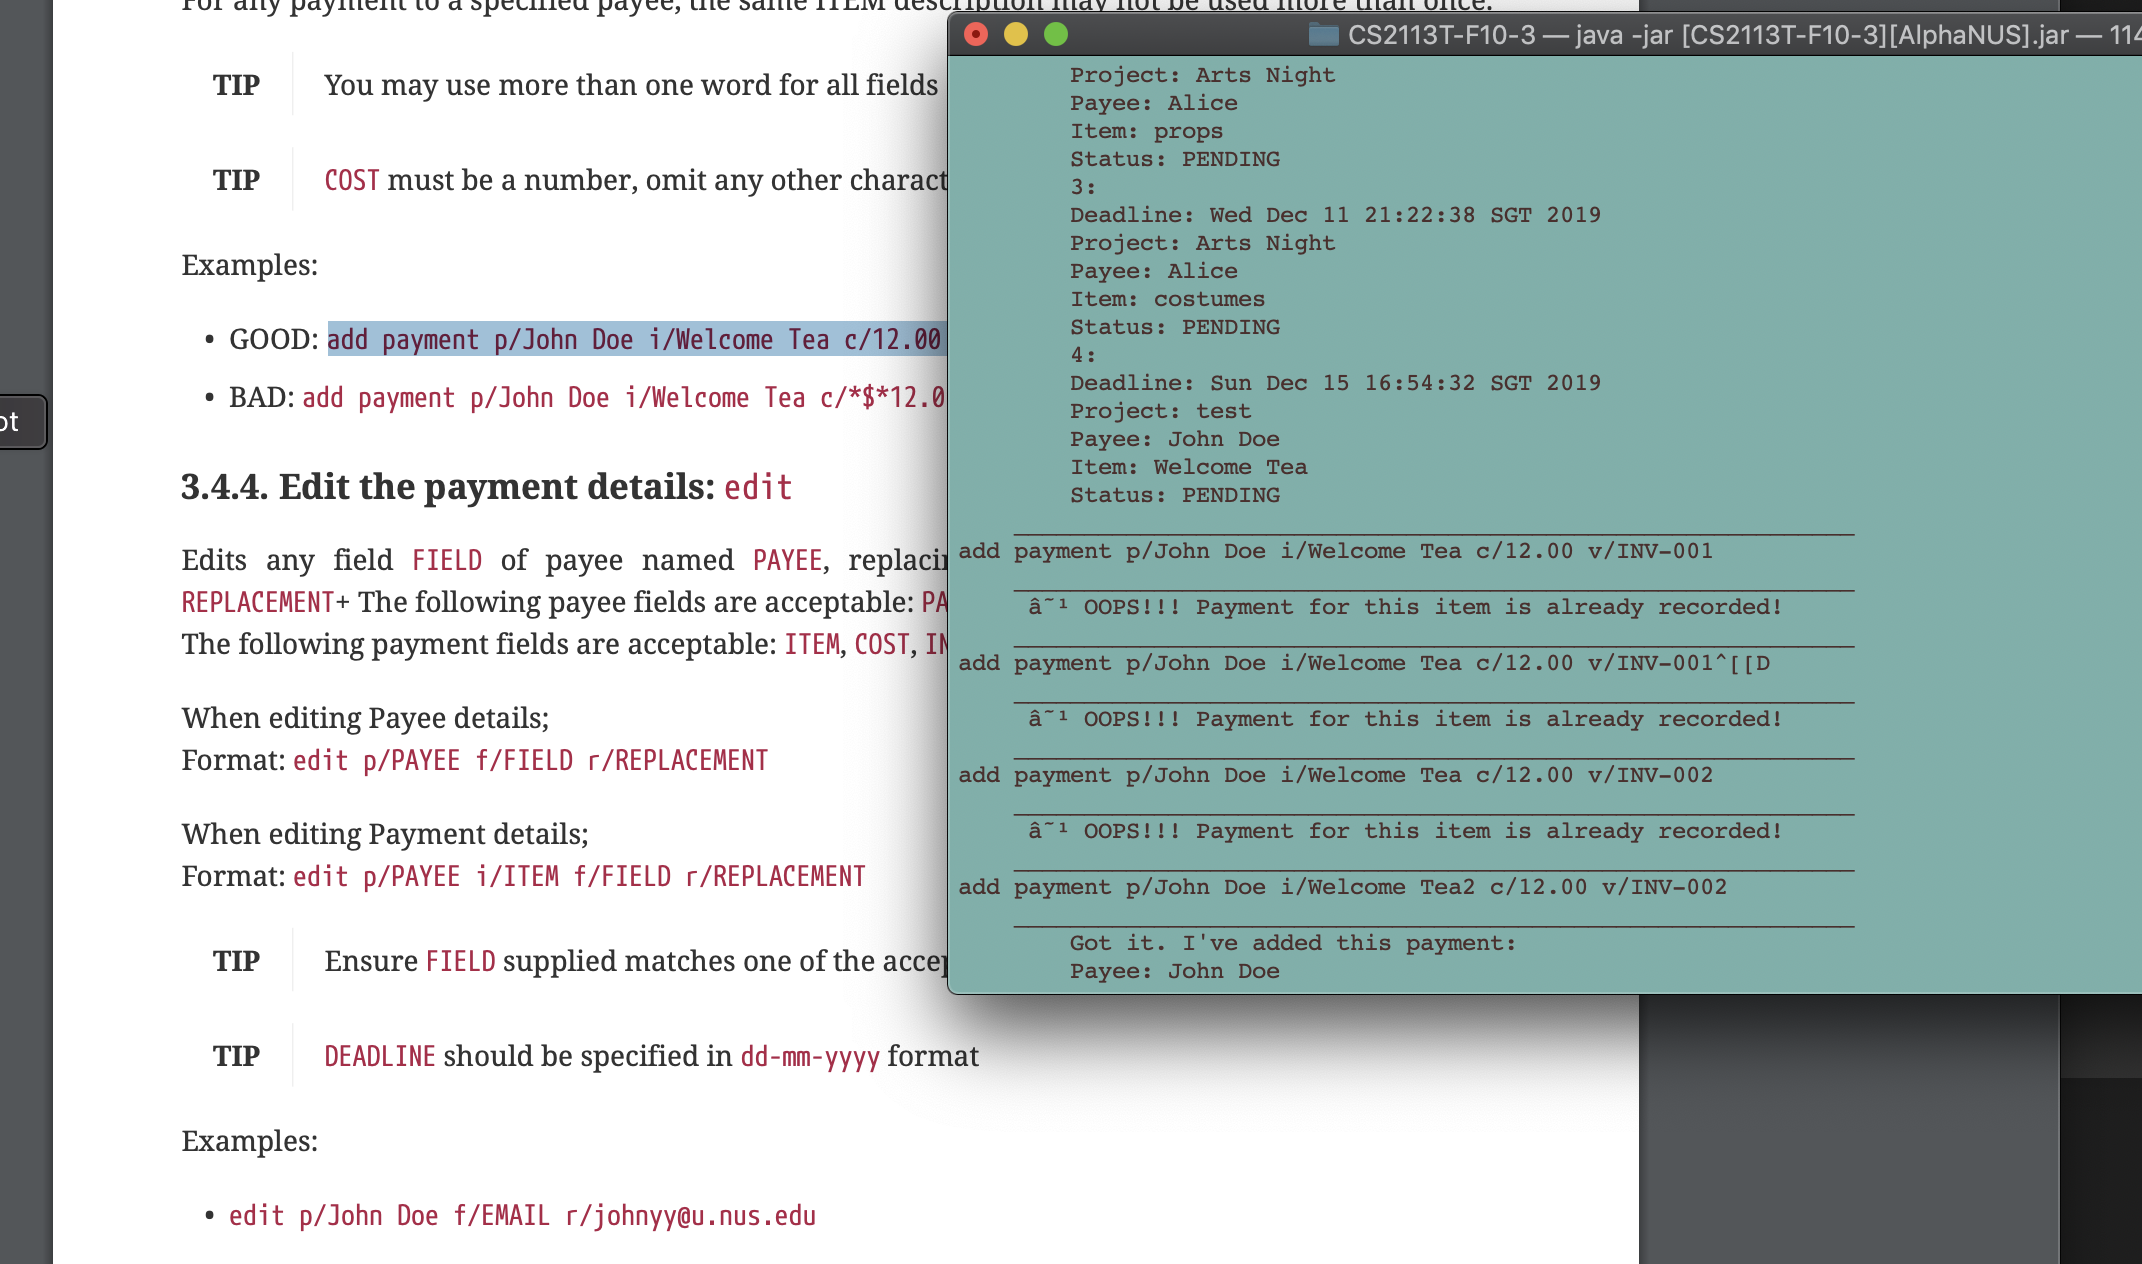 For any payment to a specified payee, the same ITEM description may not be used more than once.
TIP You may use more than one word for all fields
TIP COST must be a number, omit any other charact
Examples:
• GOOD: add payment p/John Doe i/Welcome Tea c/12.00
• BAD: add payment p/John Doe i/Welcome Tea c/*$*12.0
ot
3.4.4. Edit the payment details: edit
Edits any field FIELD of payee named PAYEE, replacin
REPLACEMENT+ The following payee fields are acceptable: PA
The following payment fields are acceptable: ITEM, COST, IN
When editing Payee details;
Format: edit p/PAYEE f/FIELD r/REPLACEMENT
When editing Payment details;
Format: edit p/PAYEE i/ITEM f/FIELD r/REPLACEMENT
TIP Ensure FIELD supplied matches one of the accep
TIP DEADLINE should be specified in dd-mm-yyyy format
Examples:
• edit p/John Doe f/EMAIL r/johnyy@u.nus.edu
CS2113T-F10-3 — java -jar [CS2113T-F10-3][AlphaNUS].jar — 114
Project: Arts Night
Payee: Alice
Item: props
Status: PENDING
3:
Deadline: Wed Dec 11 21:22:38 SGT 2019
Project: Arts Night
Payee: Alice
Item: costumes
Status: PENDING
4:
Deadline: Sun Dec 15 16:54:32 SGT 2019
Project: test
Payee: John Doe
Item: Welcome Tea
Status: PENDING
add payment p/John Doe i/Welcome Tea c/12.00 v/INV-001
â˜¹ OOPS!!! Payment for this item is already recorded!
add payment p/John Doe i/Welcome Tea c/12.00 v/INV-001^[[D
â˜¹ OOPS!!! Payment for this item is already recorded!
add payment p/John Doe i/Welcome Tea c/12.00 v/INV-002
â˜¹ OOPS!!! Payment for this item is already recorded!
add payment p/John Doe i/Welcome Tea2 c/12.00 v/INV-002
Got it. I've added this payment:
Payee: John Doe